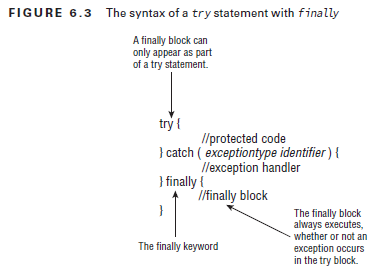 FIGURE 6.3 The syntax of a try statement with finally
A finally block can
only appear as part
of a try statement.
try {
//protected code
} catch ( exceptiontype identifier ) {
//exception handler
} finally {
//finally block
}
The finally keyword
The finally block
always executes,
whether or not an
exception occurs
in the try block.